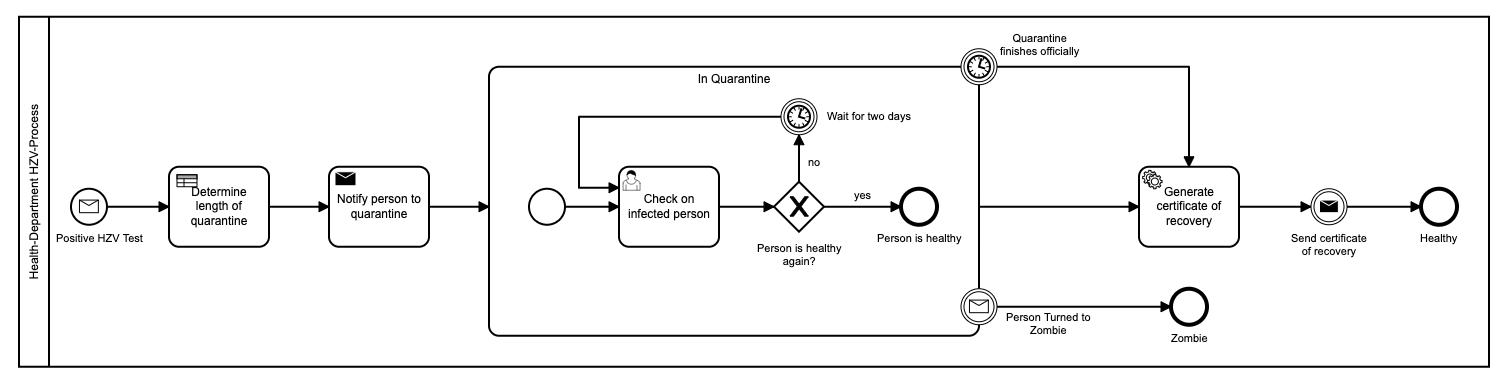 Health-Department HZV-Process
Positive HZV Test
Determine
length of
quarantine
Notify person to
quarantine
In Quarantine
Quarantine
finishes officially
Wait for two days
no
Check on
infected person
yes
Person is healthy
again?
Person is healthy
Person Turned to
Zombie
Zombie
Generate
certificate of
recovery
Send certificate
of recovery
Healthy